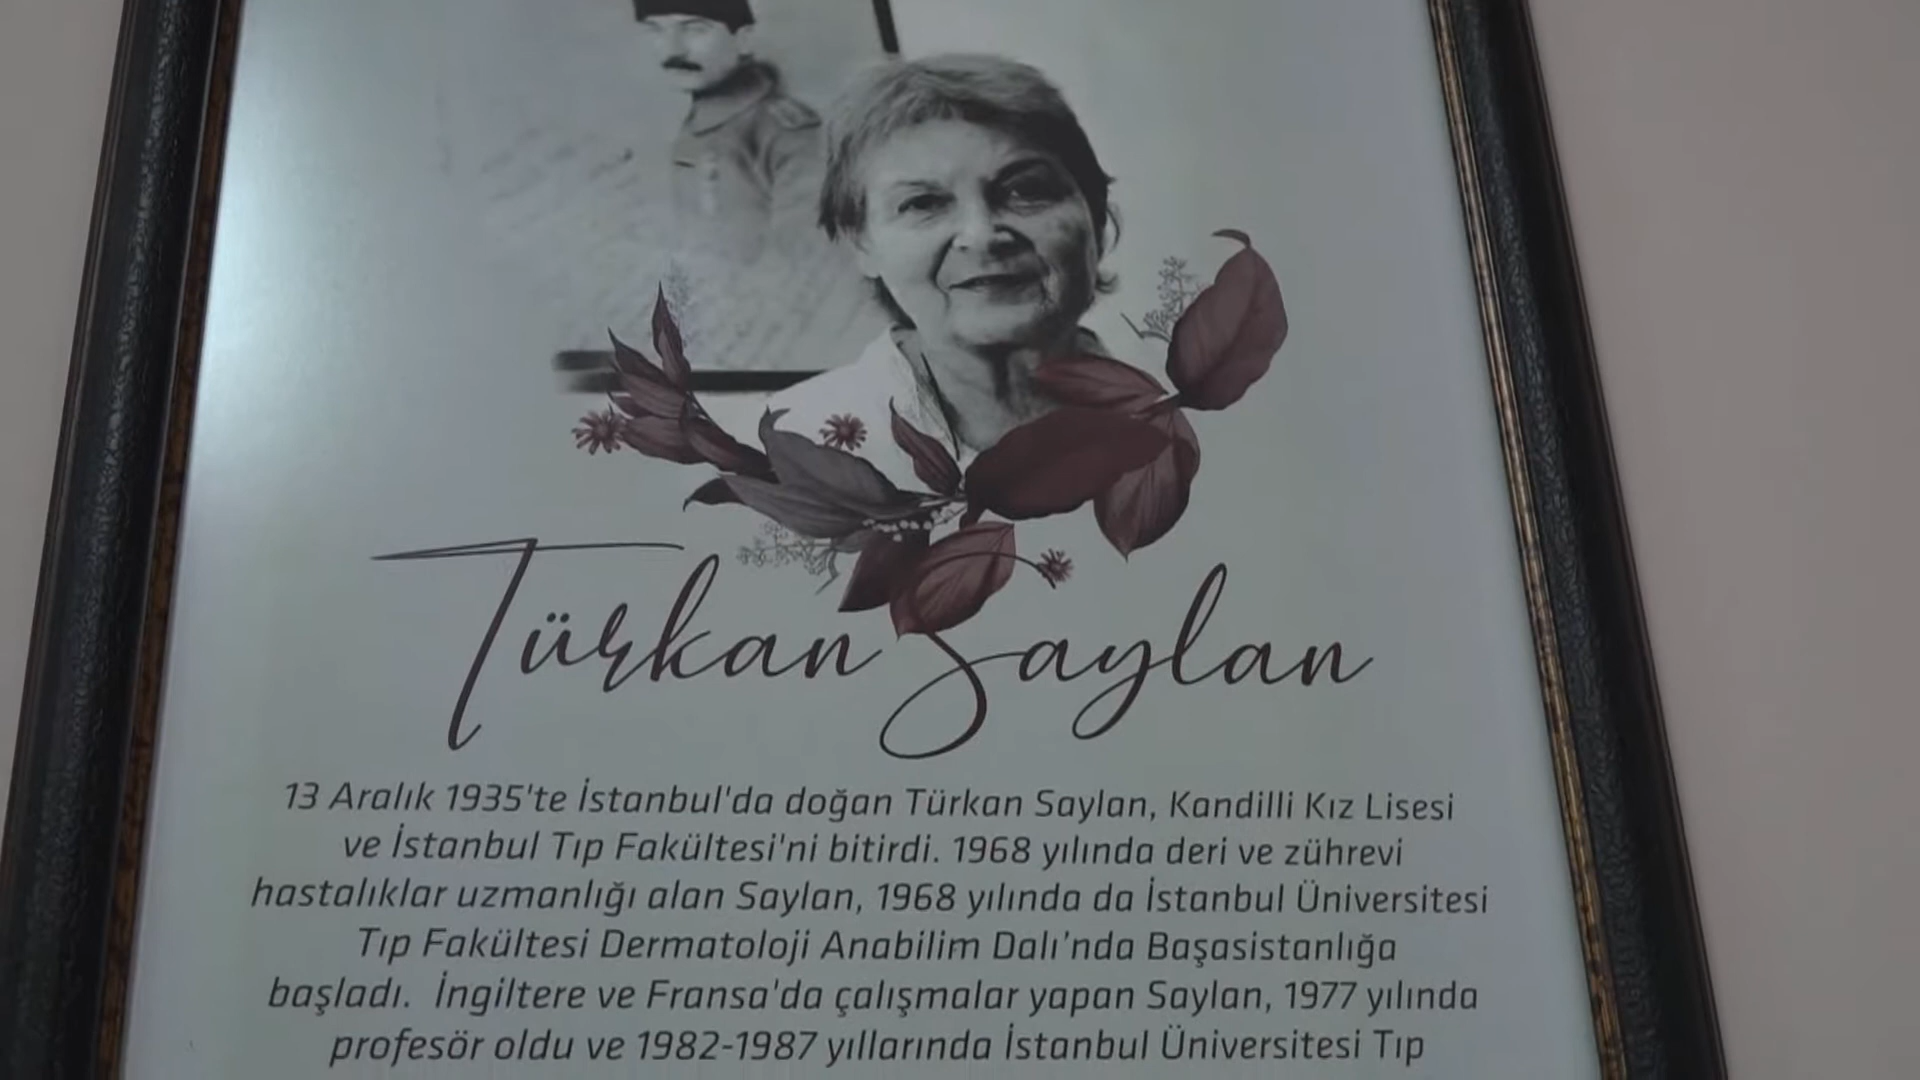 Türkan Saylan
13 Aralık 1935'te İstanbul'da doğan Türkan Saylan, Kandilli Kız Lisesi
ve İstanbul Tıp Fakültesi'ni bitirdi. 1968 yılında deri ve zührevi
hastalıklar uzmanlığı alan Saylan, 1968 yılında da İstanbul Üniversitesi
Tıp Fakültesi Dermatoloji Anabilim Dalı'nda Başasistanlığa
başladı. İngiltere ve Fransa'da çalışmalar yapan Saylan, 1977 yılında
profesör oldu ve 1982-1987 yıllarında İstanbul Üniversitesi Tıp